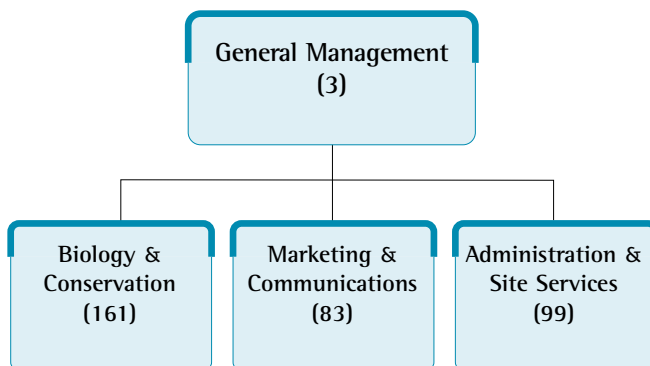 General Management
(3)
Biology &
Conservation
(161)
Marketing &
Communications
(83)
Administration &
Site Services
(99)